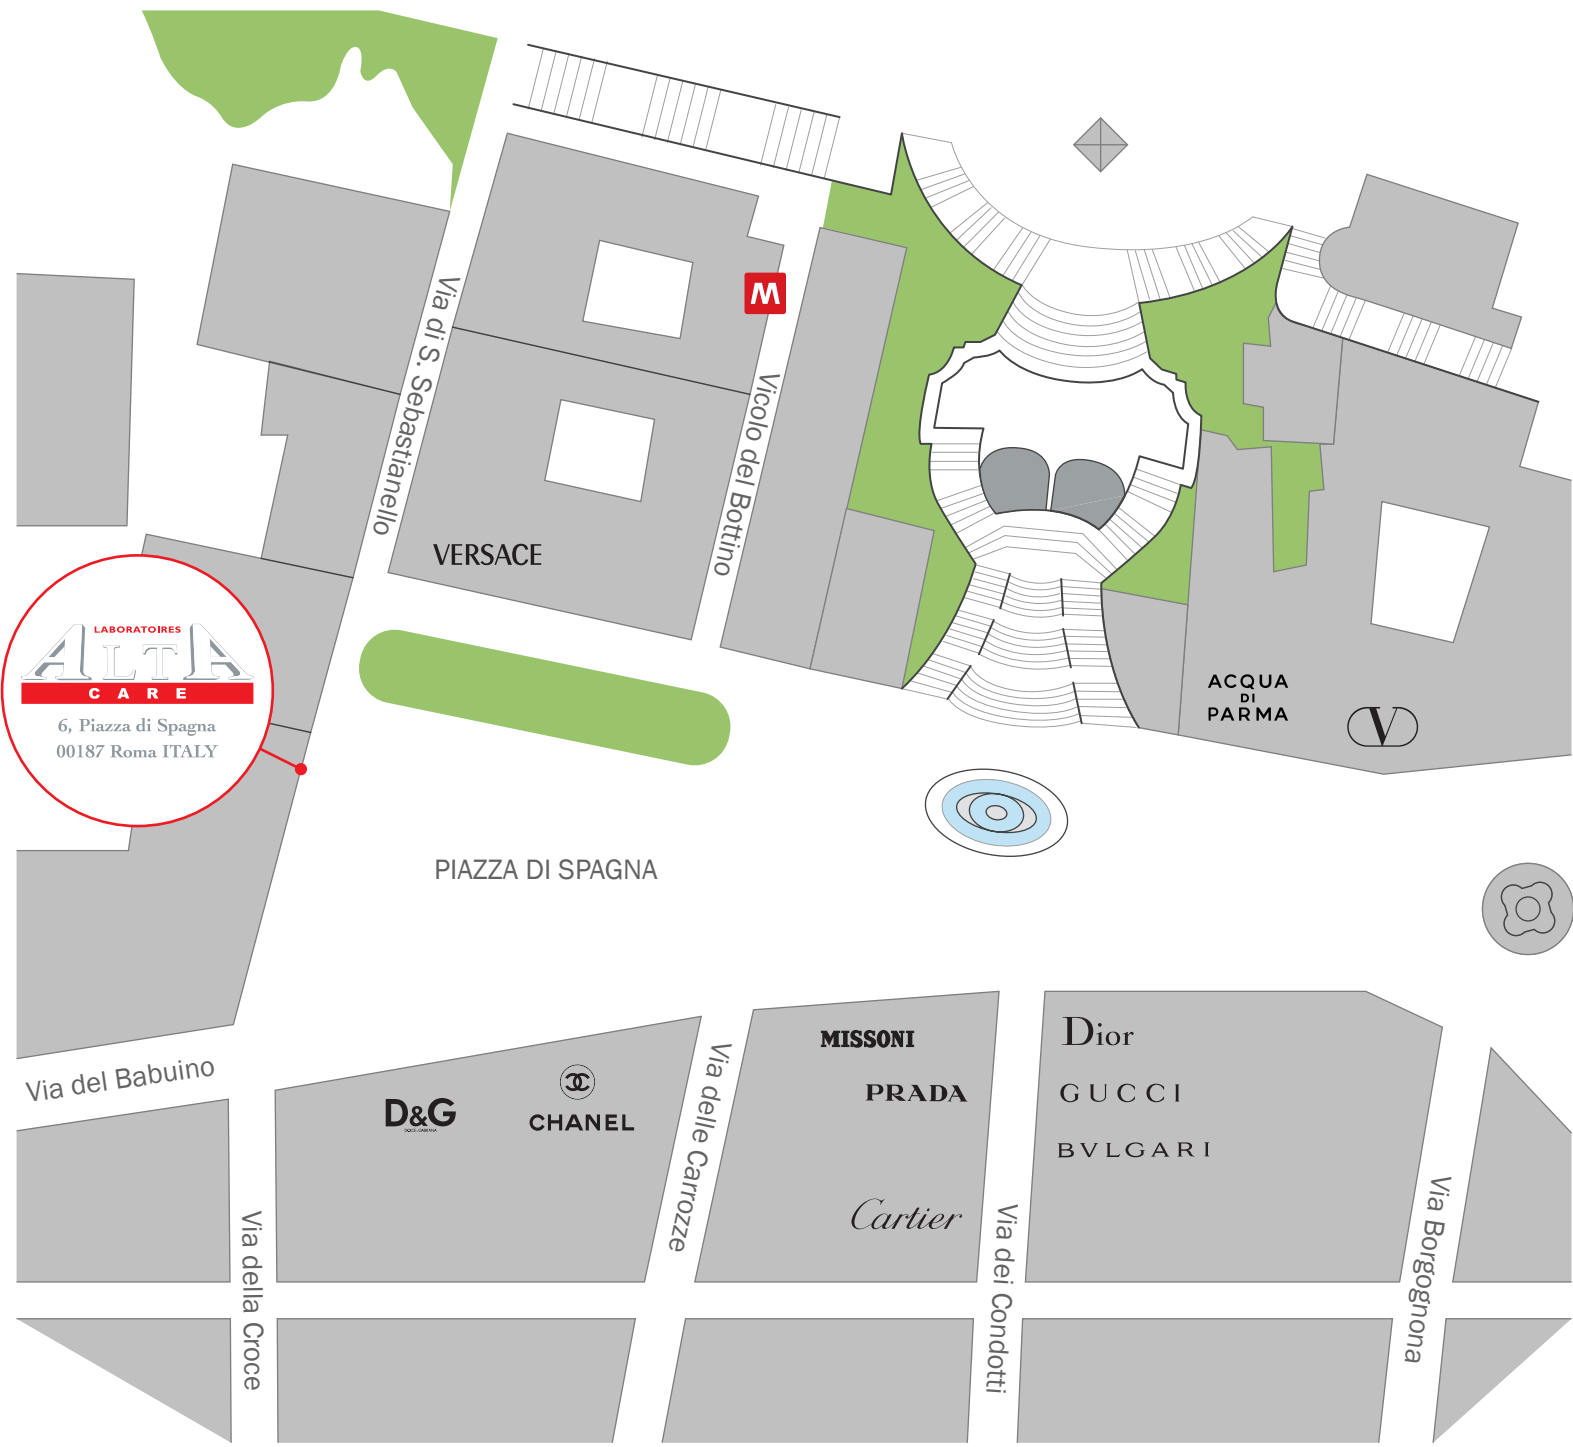 M
Via di S. Sebastianello
Vicolo del Bottino
VERSACE
LABORATOIRES
ALTA
CARE
6, Piazza di Spagna
00187 Roma ITALY
ACQUA
DI
PARMA
V
PIAZZA DI SPAGNA
Via del Babuino
D&G
DOLCE & GABBANA
CHANEL
Via delle Carrozze
MISSONI
PRADA
Cartier
Dior
GUCCI
BVLGARI
Via della Croce
Via dei Condotti
Via Borgognona